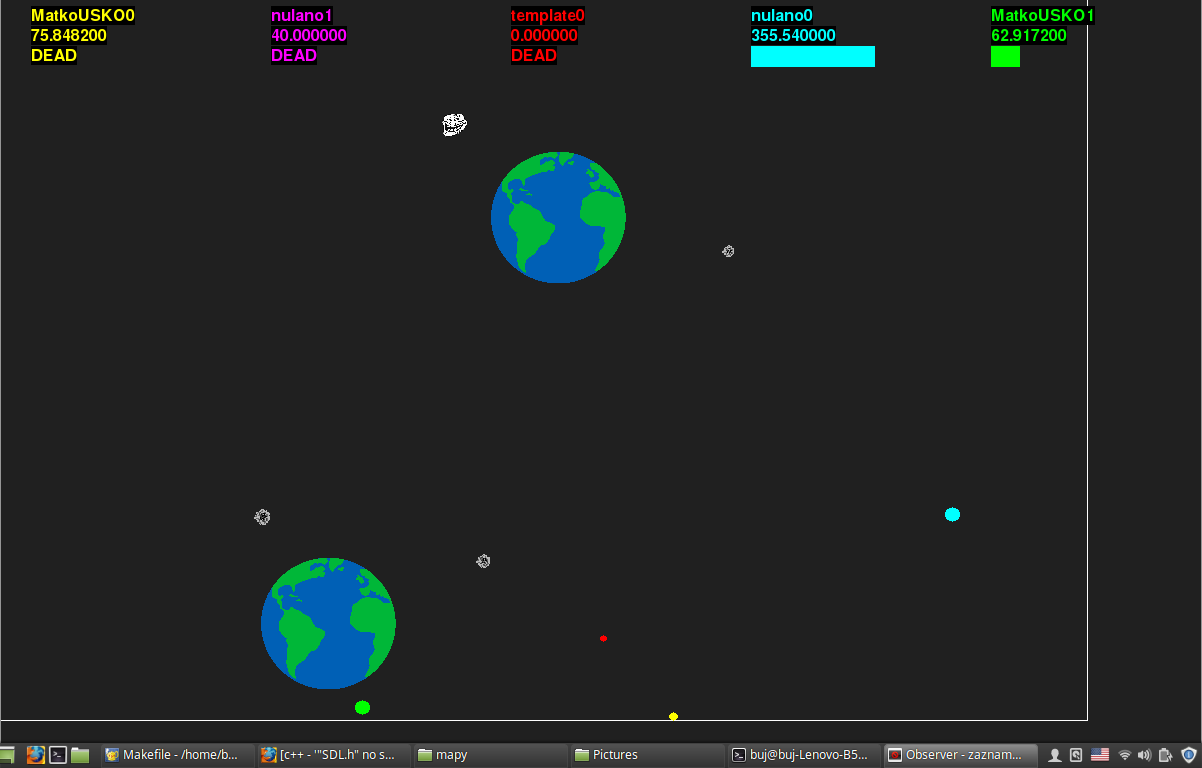 MatkoUSKO0
75.848200
DEAD
nulano1
40.000000
DEAD
template0
0.000000
DEAD
nulano0
355.540000
MatkoUSKO1
62.917200
Makefile - /home/b...
[c++ - '"SDL.h" no s...
mapy
Pictures
buj@buj-Lenovo-B5...
Observer - zaznam...